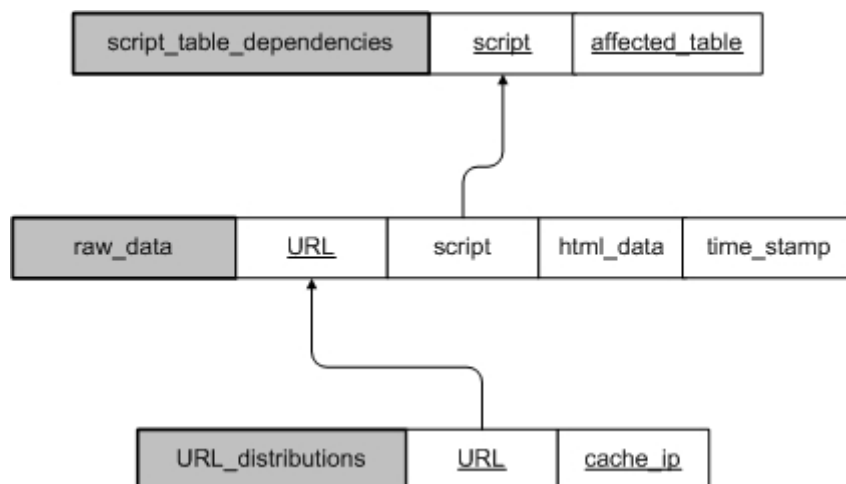 script_table_dependencies script affected_table
raw_data URL script html_data time_stamp
URL_distributions URL cache_ip